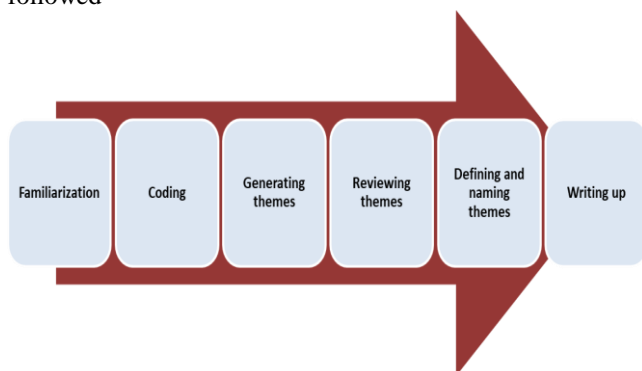 followed
Familiarization
Coding
Generating
themes
Reviewing
themes
Defining and
naming
themes
Writing up